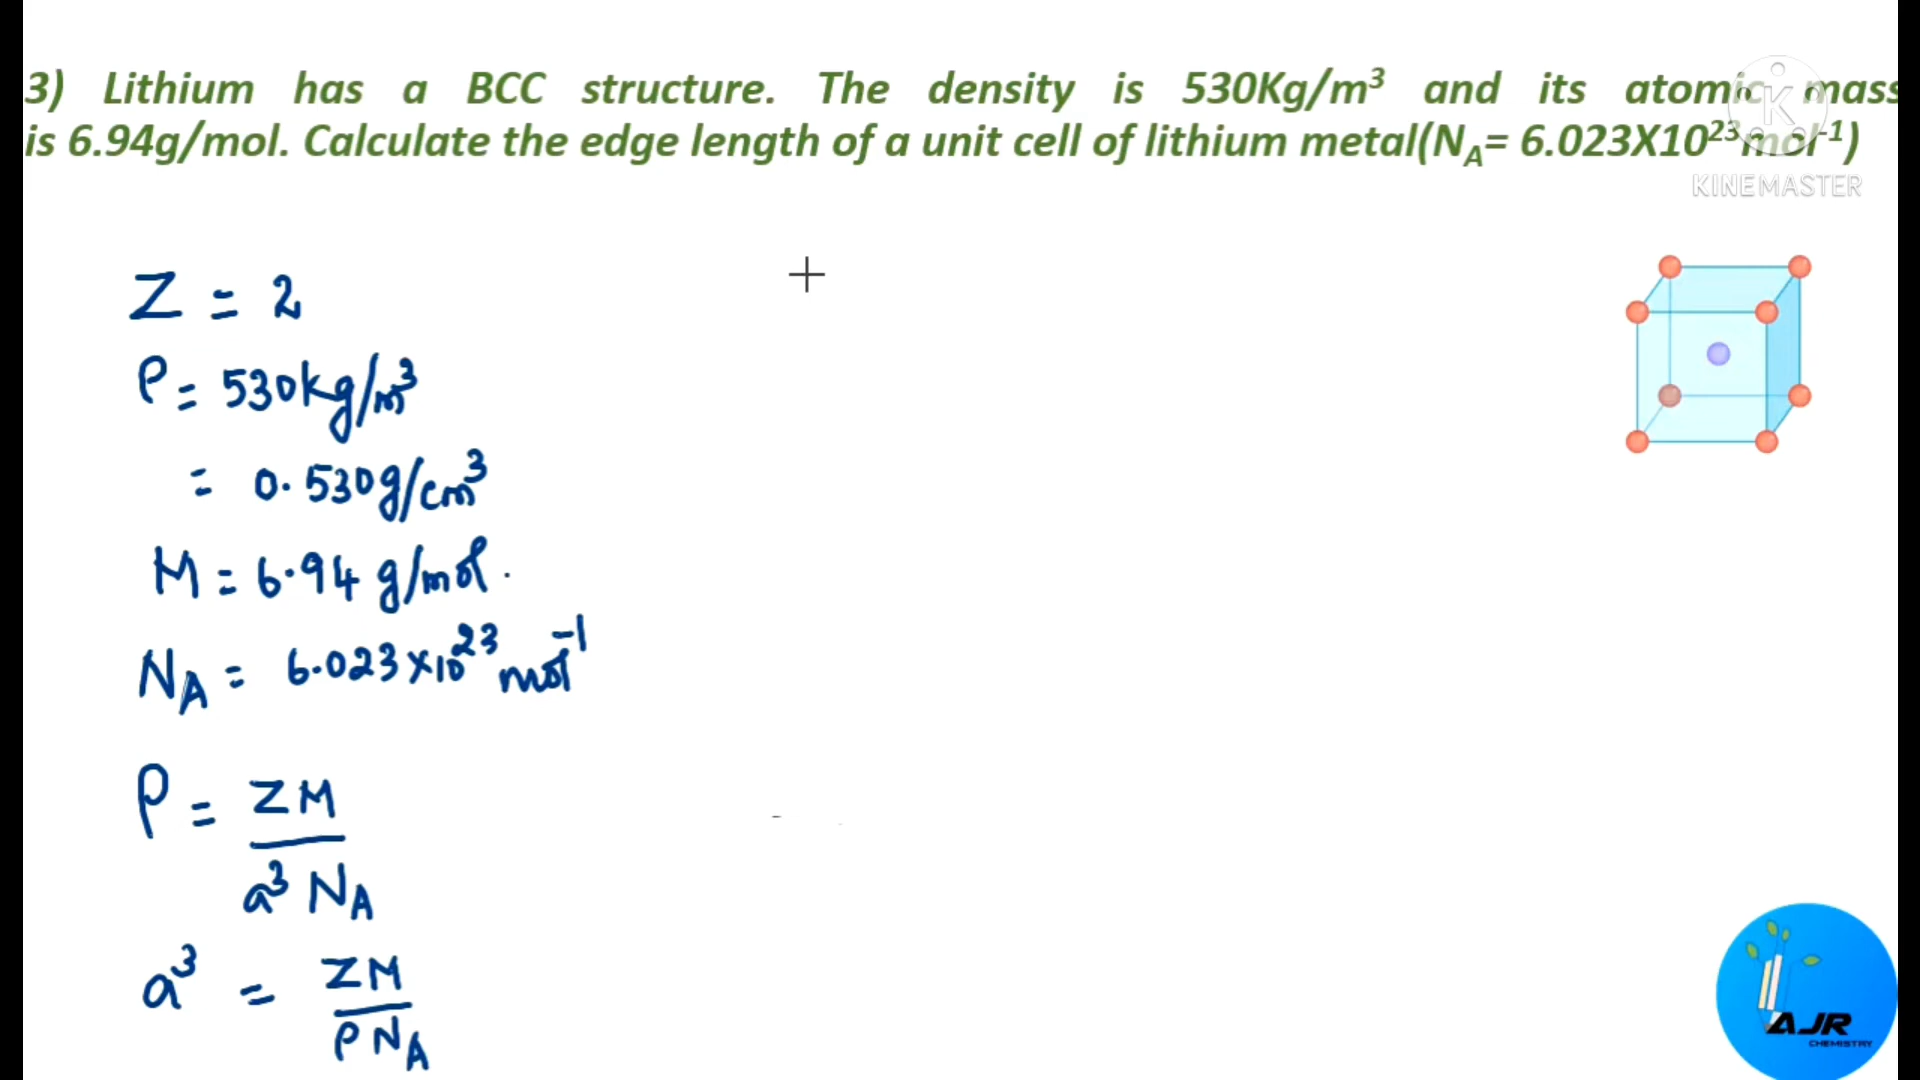 3) Lithium has a BCC structure. The density is 530Kg/m³ and its atomic mass
is 6.94g/mol. Calculate the edge length of a unit cell of lithium metal(N_A= 6.023X10²³mol⁻¹)
K
KINEMASTER
Z = 2
ρ = 530kg/m³
= 0.530g/cm³
M = 6.94 g/mol.
N_A = 6.023×10²³ mol⁻¹
ρ = ZM
a³ N_A
a³ = ZM
ρ N_A
AJR
CHEMISTRY